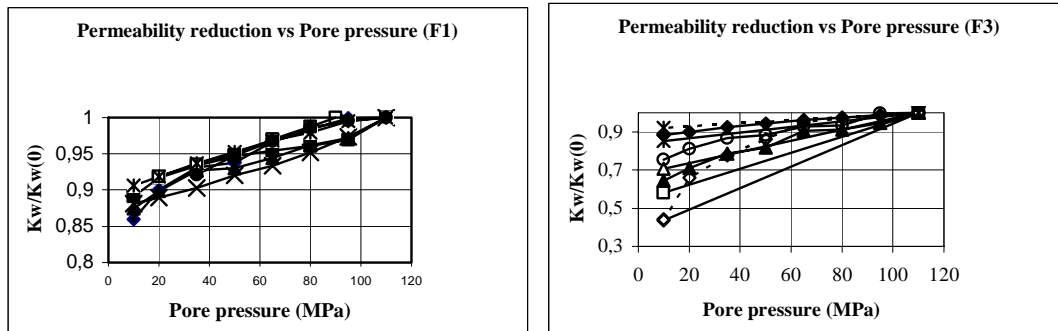 Permeability reduction vs Pore pressure (F1)
Kw/Kw(0)
1
0,95
0,9
0,85
0,8
0 20 40 60 80 100 120
Pore pressure (MPa)
Permeability reduction vs Pore pressure (F3)
Kw/Kw(0)
0,9
0,7
0,5
0,3
0 20 40 60 80 100 120
Pore pressure (MPa)